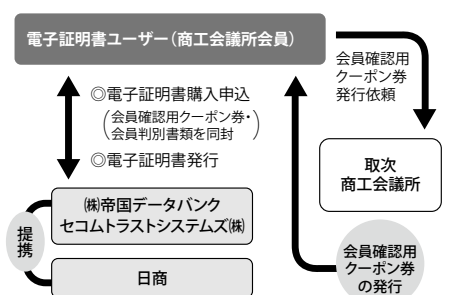 電子証明書ユーザー（商工会議所会員）
会員確認用
クーポン券
発行依頼
◎電子証明書購入申込
（会員確認用クーポン券・
会員判別書類を同封）
◎電子証明書発行
取次
商工会議所
㈱帝国データバンク
セコムトラストシステムズ㈱
提携
日商
会員確認用
クーポン券
の発行